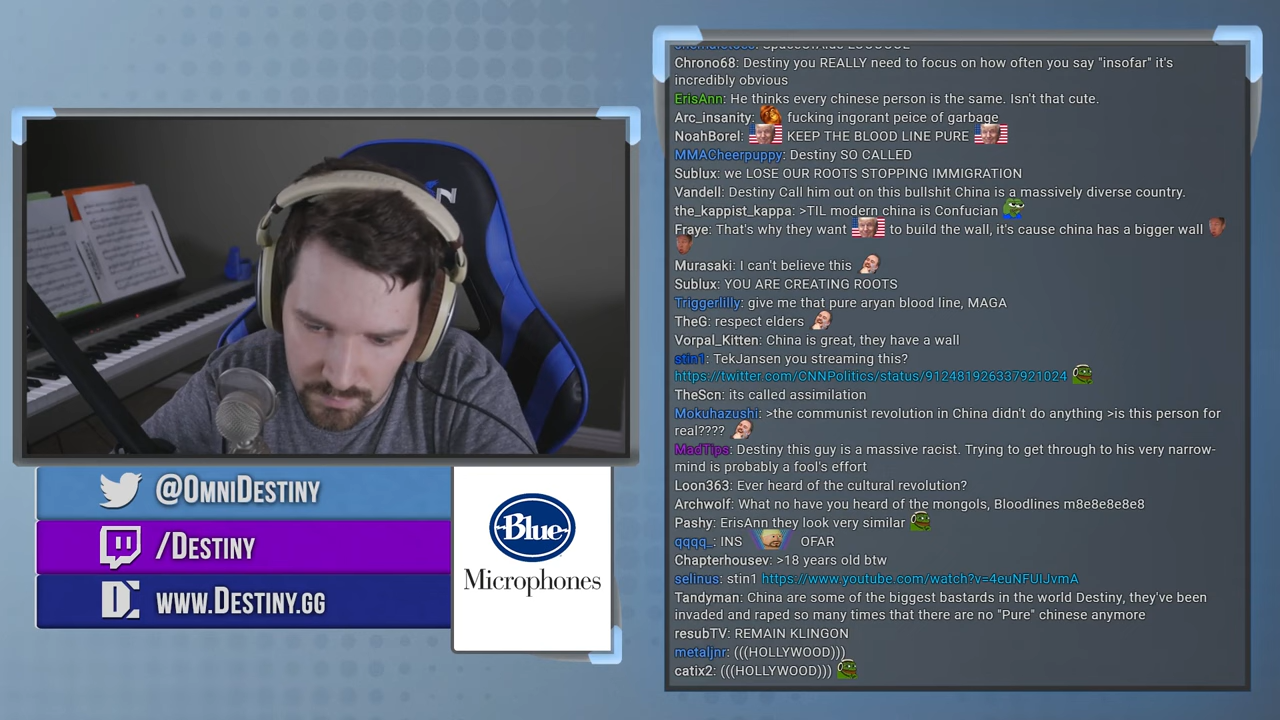 Chrono68: Destiny you REALLY need to focus on how often you say "insofar" it's
incredibly obvious
ErisAnn: He thinks every chinese person is the same. Isn't that cute.
Arc_insanity: fucking ingorant peice of garbage
NoahBorel: KEEP THE BLOOD LINE PURE
MMACheerpuppy: Destiny SO CALLED
Sublux: we LOSE OUR ROOTS STOPPING IMMIGRATION
Vandell: Destiny Call him out on this bullshit China is a massively diverse country.
the_kappist_kappa: >TIL modern china is Confucian
Fraye: That's why they want to build the wall, it's cause china has a bigger wall
Murasaki: I can't believe this
Sublux: YOU ARE CREATING ROOTS
Triggerlilly: give me that pure aryan blood line, MAGA
TheG: respect elders
Vorpal_Kitten: China is great, they have a wall
stin1: TekJansen you streaming this?
https://twitter.com/CNNPolitics/status/912481926337921024
TheScn: its called assimilation
Mokuhazushi: >the communist revolution in China didn't do anything >is this person for
real????
MadTips: Destiny this guy is a massive racist. Trying to get through to his very narrow-
mind is probably a fool's effort
Loon363: Ever heard of the cultural revolution?
Archwolf: What no have you heard of the mongols, Bloodlines m8e8e8e8e8
Pashy: ErisAnn they look very similar
qqqq_: INS OFAR
Chapterhousev: >18 years old btw
selinus: stin1 https://www.youtube.com/watch?v=4euNFUIJvmA
Tandyman: China are some of the biggest bastards in the world Destiny, they've been
invaded and raped so many times that there are no "Pure" chinese anymore
resubTV: REMAIN KLINGON
metaljnr: (((HOLLYWOOD)))
catix2: (((HOLLYWOOD)))
@OmniDestiny
/Destiny
www.Destiny.gg
Blue
Microphones